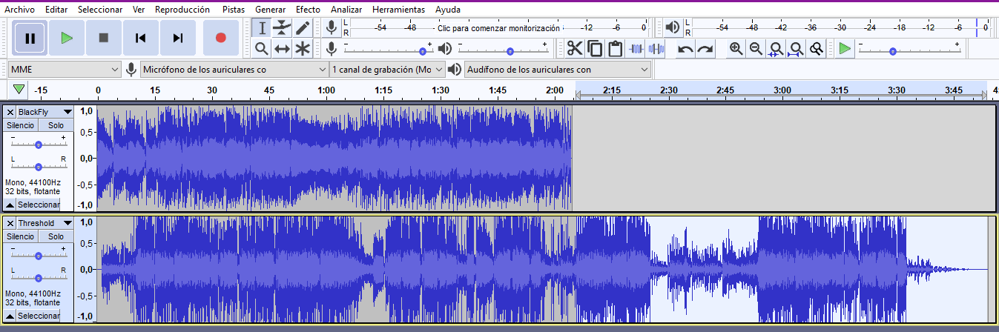 Archivo Editar Seleccionar Ver Reproducción Pistas Generar Efecto Analizar Herramientas Ayuda
L R -54 -48 Clic para comenzar monitorización -12 -6 0 L R -54 -48 -42 -36 -30 -24 -18 -12 -6 0
- + - + - +
MME Micrófono de los auriculares co 1 canal de grabación (Mo Audífono de los auriculares con
-15 0 15 30 45 1:00 1:15 1:30 1:45 2:00 2:15 2:30 2:45 3:00 3:15 3:30 3:45
X BlackFly 1,0
Silencio Solo 0,5
- +
L R 0,0
Mono, 44100Hz -0,5
32 bits, flotante
Seleccionar -1,0
X Threshold 1,0
Silencio Solo 0,5
- +
L R 0,0
Mono, 44100Hz -0,5
32 bits, flotante
Seleccionar -1,0